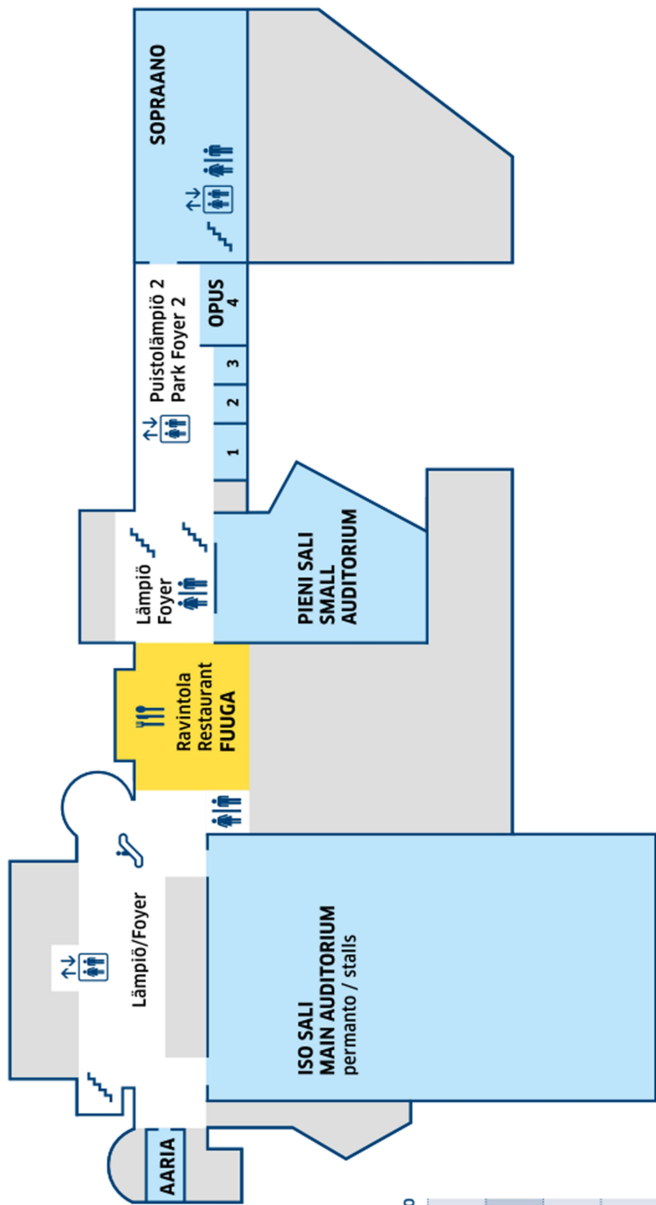 SOPRAANO
Puistolämpiö 2
Park Foyer 2
OPUS
4
3
2
1
Lämpiö
Foyer
PIENI SALI
SMALL
AUDITORIUM
Ravintola
Restaurant
FUUGA
Lämpiö/Foyer
ISO SALI
MAIN AUDITORIUM
permanto / stalls
AARIA